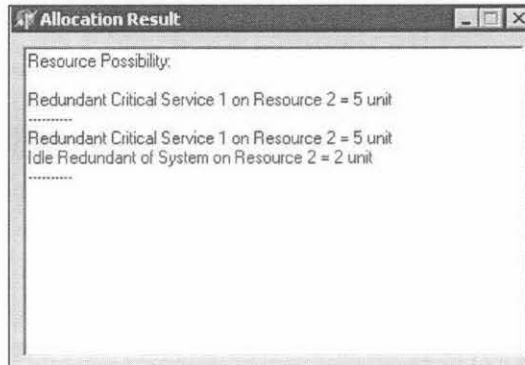 Allocation Result
Resource Possibility:
Redundant Critical Service 1 on Resource 2 = 5 unit
----------
Redundant Critical Service 1 on Resource 2 = 5 unit
Idle Redundant of System on Resource 2 = 2 unit
----------